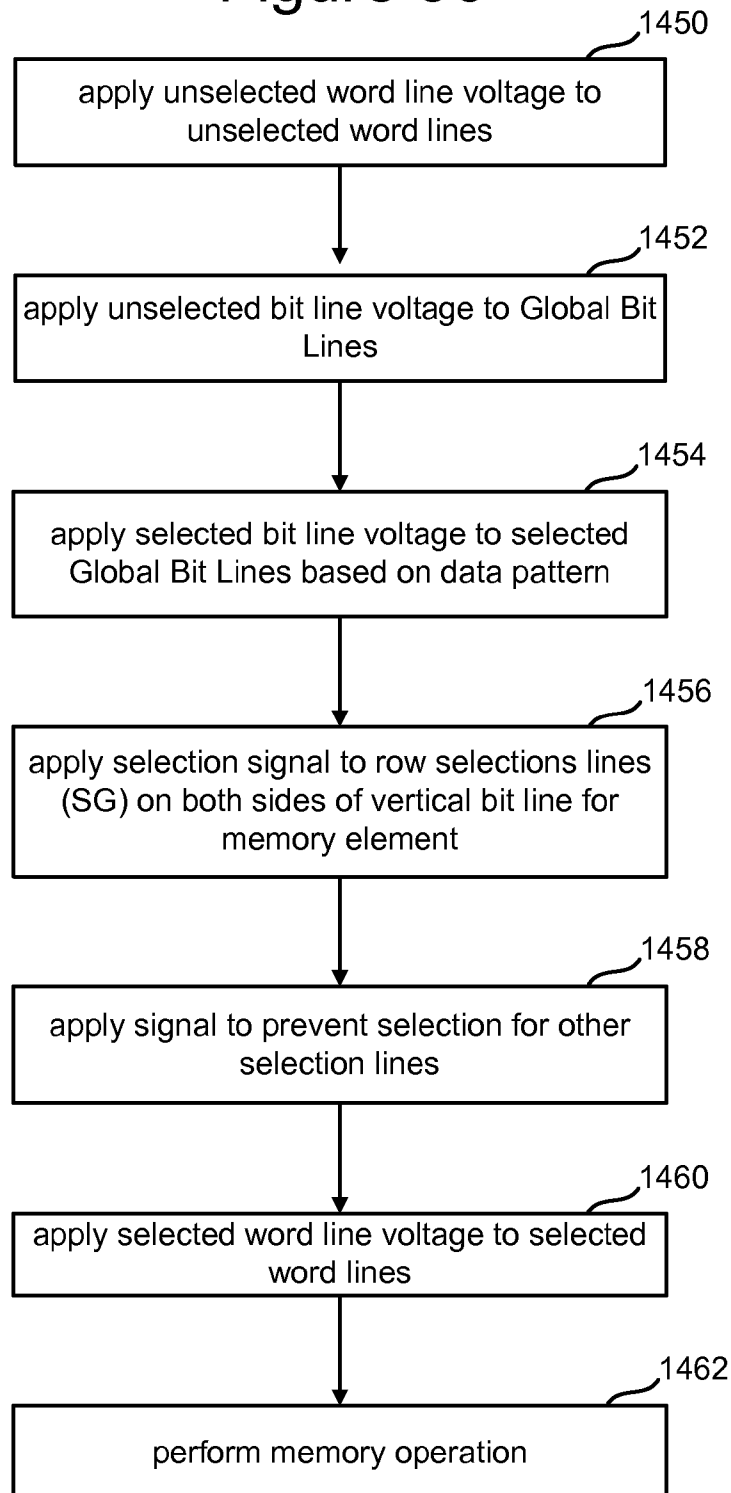 1450
apply unselected word line voltage to
unselected word lines
1452
apply unselected bit line voltage to Global Bit
Lines
1454
apply selected bit line voltage to selected
Global Bit Lines based on data pattern
1456
apply selection signal to row selections lines
(SG) on both sides of vertical bit line for
memory element
1458
apply signal to prevent selection for other
selection lines
1460
apply selected word line voltage to selected
word lines
1462
perform memory operation